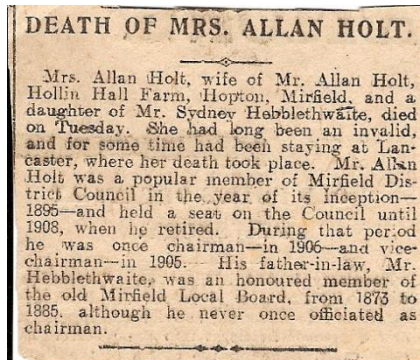 DEATH OF MRS. ALLAN HOLT.
Mrs. Allan Holt, wife of Mr. Allan Holt,
Hollin Hall Farm, Hopton, Mirfield, and a
daughter of Mr. Sydney Hebblethwaite, died
on Tuesday. She had long been an invalid,
and for some time had been staying at Lan-
caster, where her death took place. Mr. Allan
Holt was a popular member of Mirfield Dis-
trict Council in the year of its inception—
1895—and held a seat on the Council until
1908, when he retired. During that period
he was once chairman—in 1906—and vice-
chairman—in 1905. His father-in-law, Mr.
Hebblethwaite, was an honoured member of
the old Mirfield Local Board, from 1873 to
1885, although he never once officiated as
chairman.